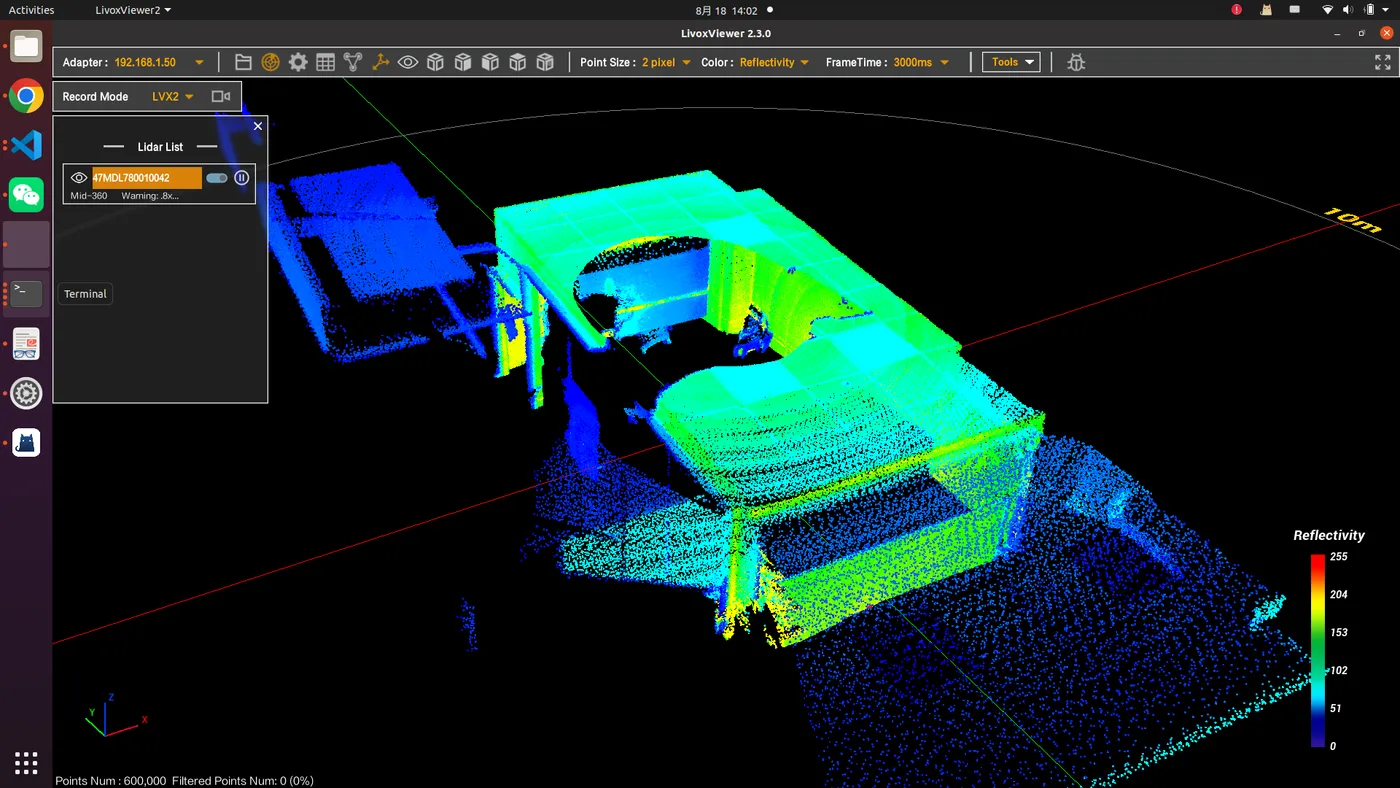 Activities LivoxViewer2 8月 18 14:02
LivoxViewer 2.3.0
Adapter : 192.168.1.50 Point Size : 2 pixel Color : Reflectivity FrameTime : 3000ms Tools
Record Mode LVX2
Lidar List
47MDL780010042
Mid-360 Warning: .8x...
Terminal
10m
Reflectivity
255
204
153
102
51
0
Z
Y
X
Points Num : 600,000 Filtered Points Num: 0 (0%)